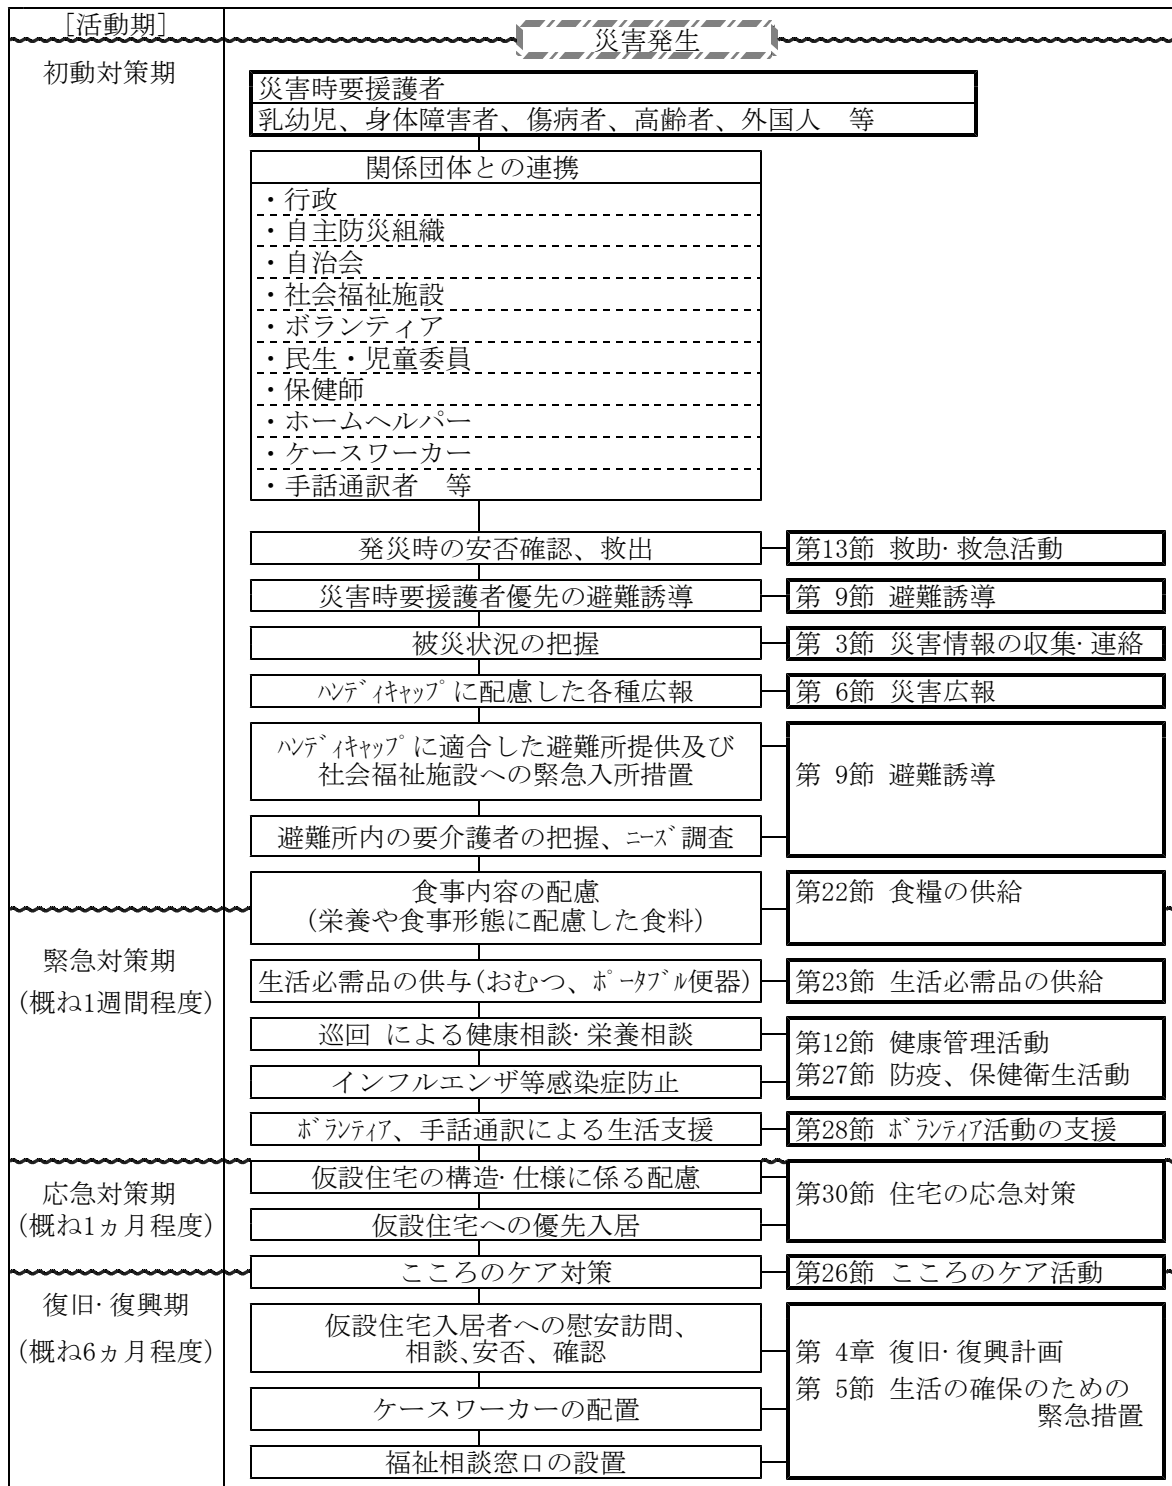 [活動期]
災害発生
初動対策期
災害時要援護者
乳幼児、身体障害者、傷病者、高齢者、外国人　等
関係団体との連携
・行政
・自主防災組織
・自治会
・社会福祉施設
・ボランティア
・民生・児童委員
・保健師
・ホームヘルパー
・ケースワーカー
・手話通訳者　等
発災時の安否確認、救出
第13節 救助・救急活動
災害時要援護者優先の避難誘導
第 9節 避難誘導
被災状況の把握
第 3節 災害情報の収集・連絡
ﾊﾝﾃﾞｨｷｬｯﾌﾟに配慮した各種広報
第 6節 災害広報
ﾊﾝﾃﾞｨｷｬｯﾌﾟに適合した避難所提供及び
社会福祉施設への緊急入所措置
第 9節 避難誘導
避難所内の要介護者の把握、ﾆｰｽﾞ調査
食事内容の配慮
(栄養や食事形態に配慮した食料)
第22節 食糧の供給
緊急対策期
(概ね1週間程度)
生活必需品の供与(おむつ、ﾎﾟｰﾀﾌﾞﾙ便器)
第23節 生活必需品の供給
巡回 による健康相談・栄養相談
第12節 健康管理活動
第27節 防疫、保健衛生活動
インフルエンザ等感染症防止
ﾎﾞﾗﾝﾃｨｱ、手話通訳による生活支援
第28節 ﾎﾞﾗﾝﾃｨｱ活動の支援
応急対策期
(概ね1ヵ月程度)
仮設住宅の構造・仕様に係る配慮
第30節 住宅の応急対策
仮設住宅への優先入居
こころのケア対策
第26節 こころのケア活動
復旧・復興期
(概ね6ヵ月程度)
仮設住宅入居者への慰安訪問、
相談、安否、確認
第 4章 復旧・復興計画
第 5節 生活の確保のための
緊急措置
ケースワーカーの配置
福祉相談窓口の設置